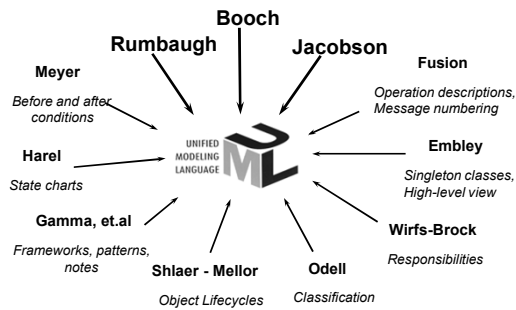 Booch
Rumbaugh
Jacobson
Meyer
Before and after
conditions
Fusion
Operation descriptions,
Message numbering
Harel
State charts
UNIFIED
MODELING
LANGUAGE
UML
Embley
Singleton classes,
High-level view
Gamma, et.al
Frameworks, patterns,
notes
Wirfs-Brock
Responsibilities
Shlaer - Mellor
Object Lifecycles
Odell
Classification